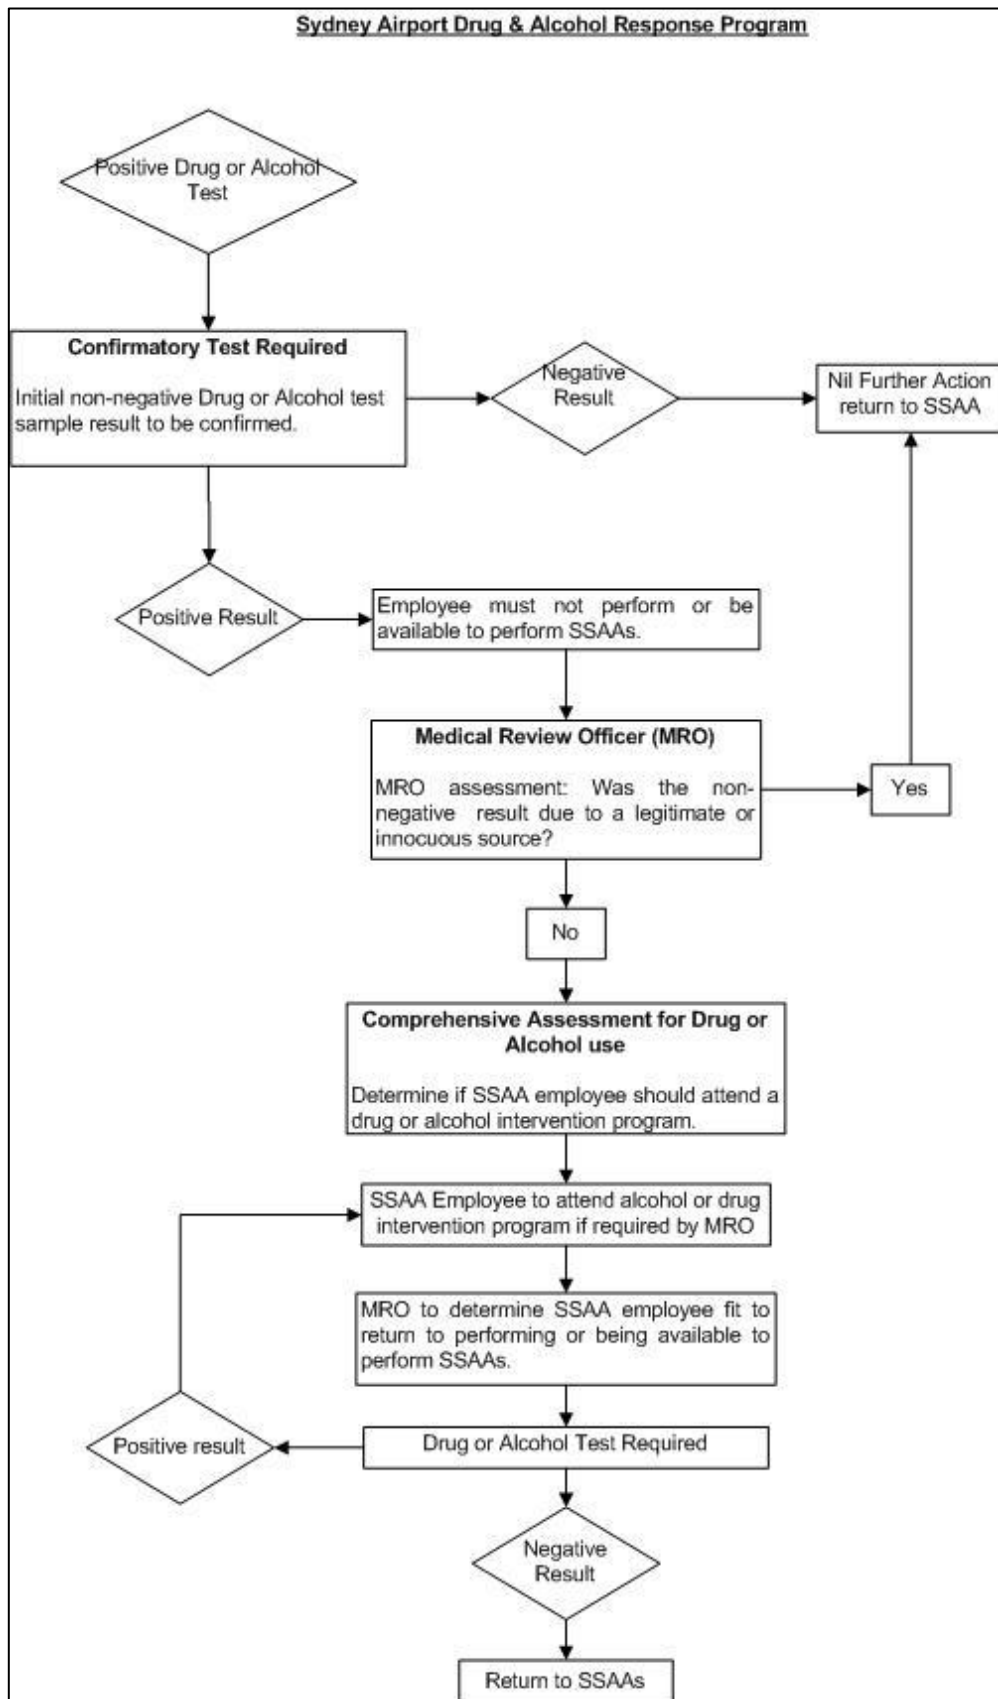 Sydney Airport Drug & Alcohol Response Program
Positive Drug or Alcohol
Test
Confirmatory Test Required
Initial non-negative Drug or Alcohol test
sample result to be confirmed.
Negative
Result
Nil Further Action
return to SSAA
Positive Result
Employee must not perform or be
available to perform SSAAs.
Medical Review Officer (MRO)
MRO assessment: Was the non-
negative result due to a legitimate or
innocuous source?
Yes
No
Comprehensive Assessment for Drug or
Alcohol use
Determine if SSAA employee should attend a
drug or alcohol intervention program.
SSAA Employee to attend alcohol or drug
intervention program if required by MRO
MRO to determine SSAA employee fit to
return to performing or being available to
perform SSAAs.
Positive result
Drug or Alcohol Test Required
Negative
Result
Return to SSAAs